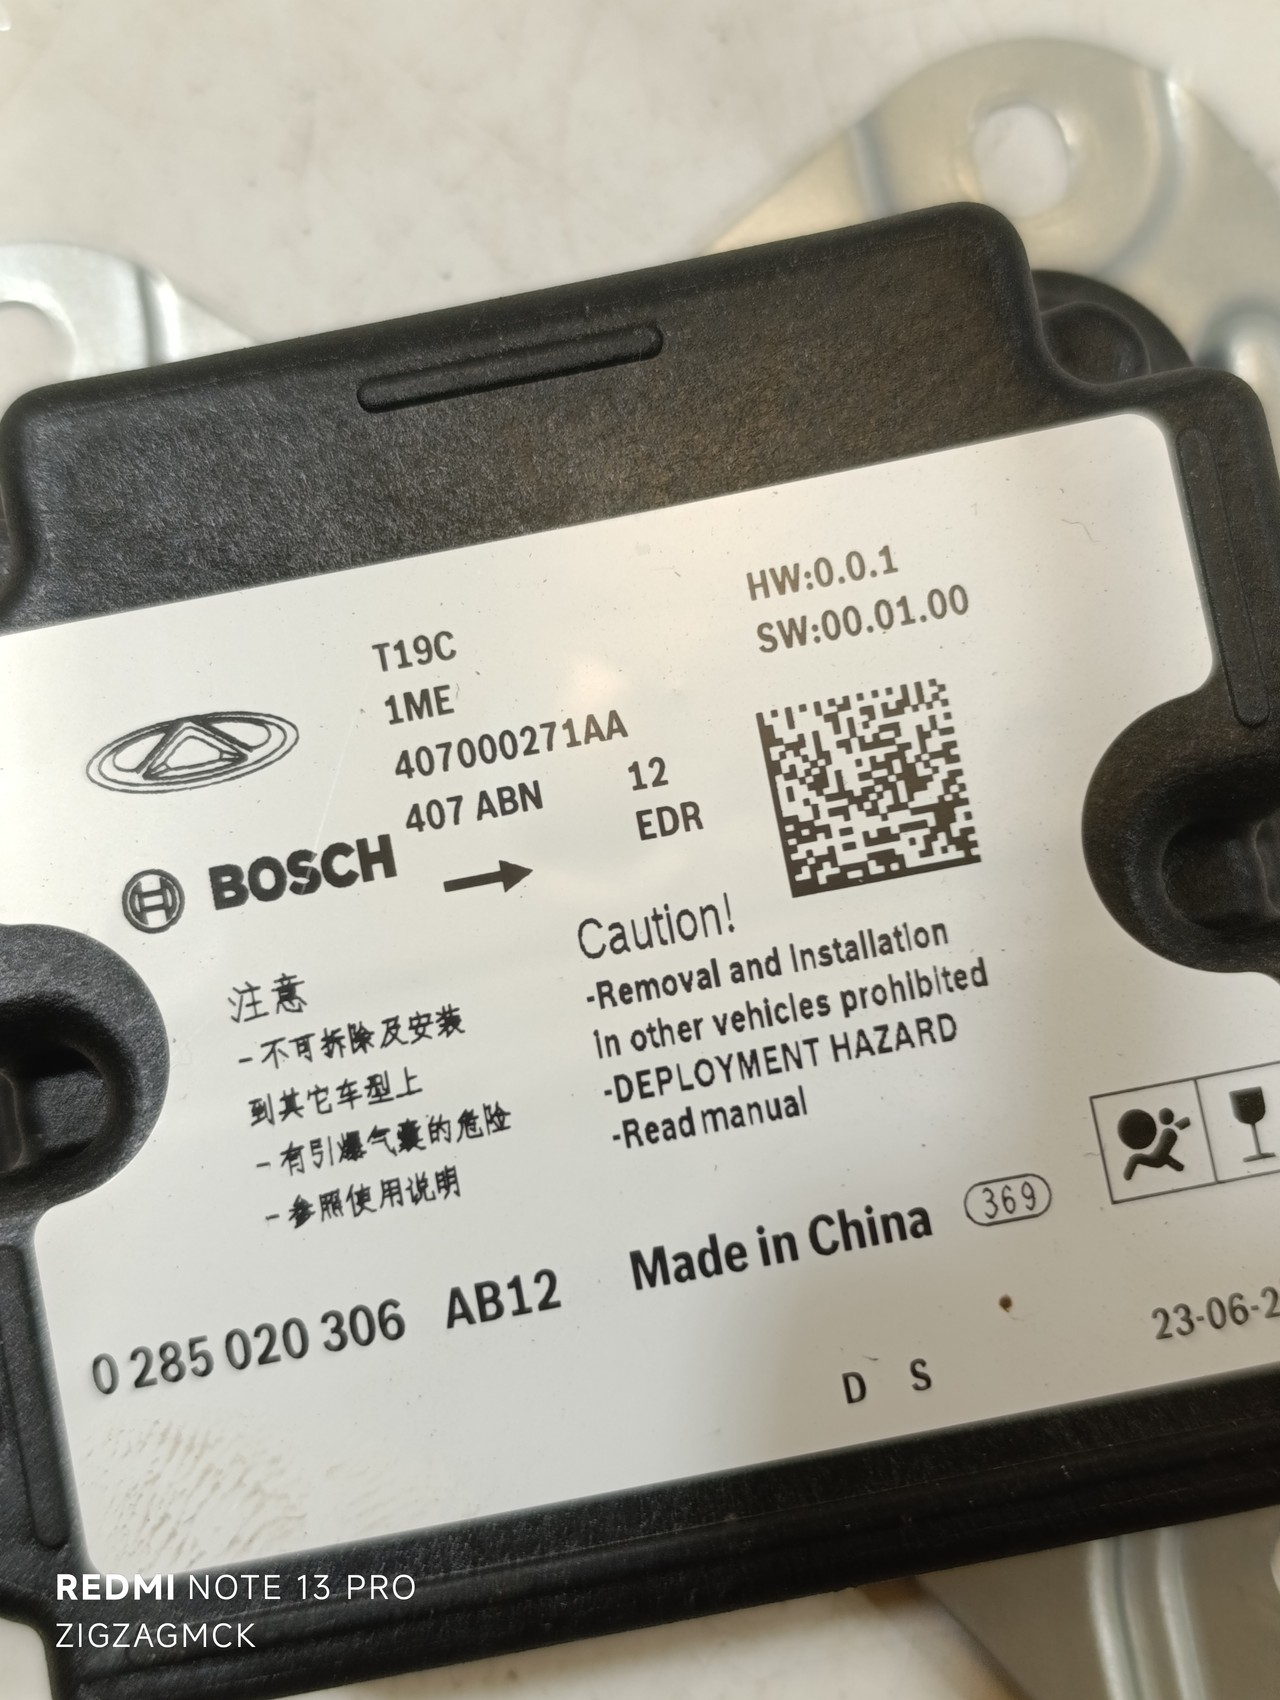 HW:0.0.1
SW:00.01.00
T19C
1ME
407000271AA
407 ABN 12
EDR
BOSCH
Caution!
-Removal and Installation
in other vehicles prohibited
-DEPLOYMENT HAZARD
-Read manual
注意
-不可拆除及安装
到其它车型上
-有引爆气囊的危险
-参照使用说明
Made in China 369
0 285 020 306 AB12
23-06-2
D S
REDMI NOTE 13 PRO
ZIGZAGMCK